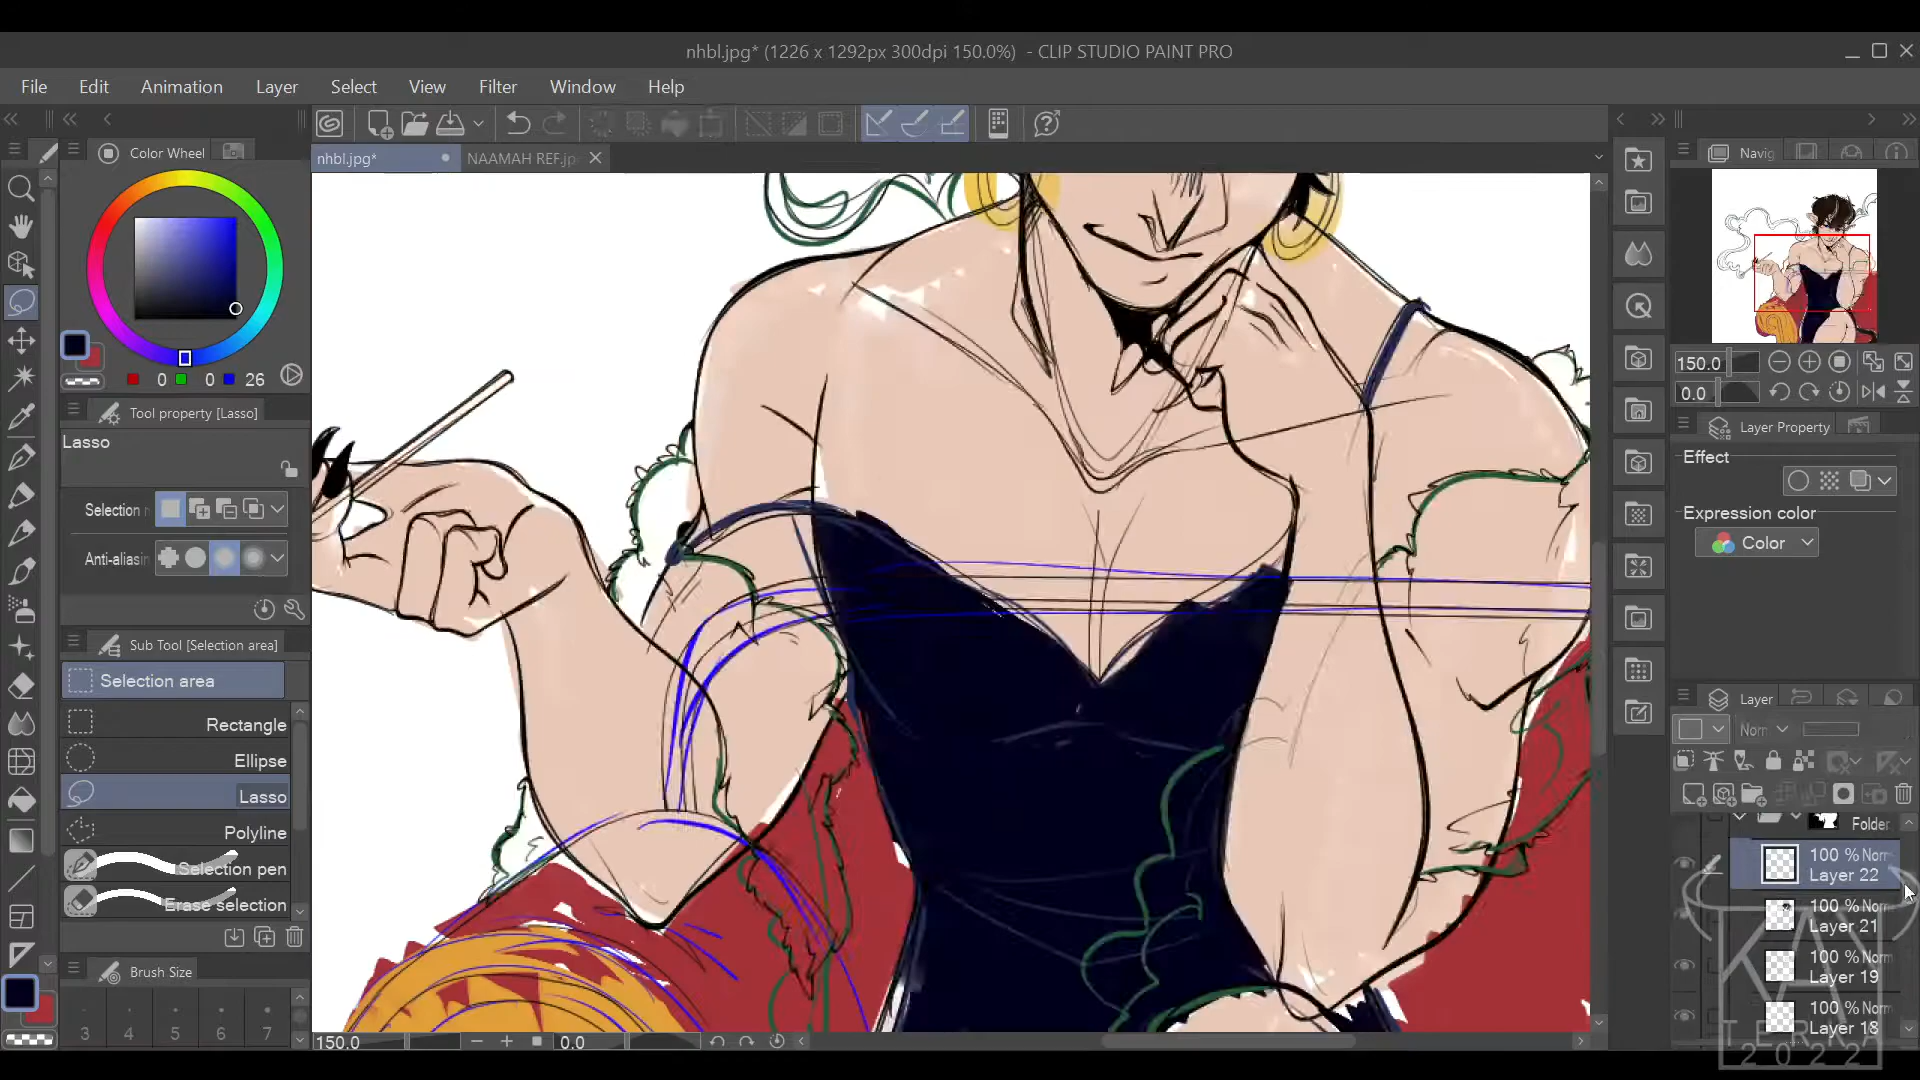 nhbl.jpg* (1226 x 1292px 300dpi 150.0%) - CLIP STUDIO PAINT PRO
File Edit Animation Layer Select View Filter Window Help
nhbl.jpg* NAAMAH REF.jp
Color Wheel
0 0 26
Tool property [Lasso]
Lasso
Selection
Anti-aliasin
Sub Tool [Selection area]
Selection area
Rectangle
Ellipse
Lasso
Polyline
Selection pen
Erase selection
Brush Size
3 4 5 6 7
150.0 0.0
Navig
150.0
0.0
Layer Property
Effect
Expression color
Color
Layer
Norm
Folder
100 % Norm
Layer 22
100 % Norm
Layer 21
100 % Norm
Layer 19
100 % Norm
Layer 18
2022